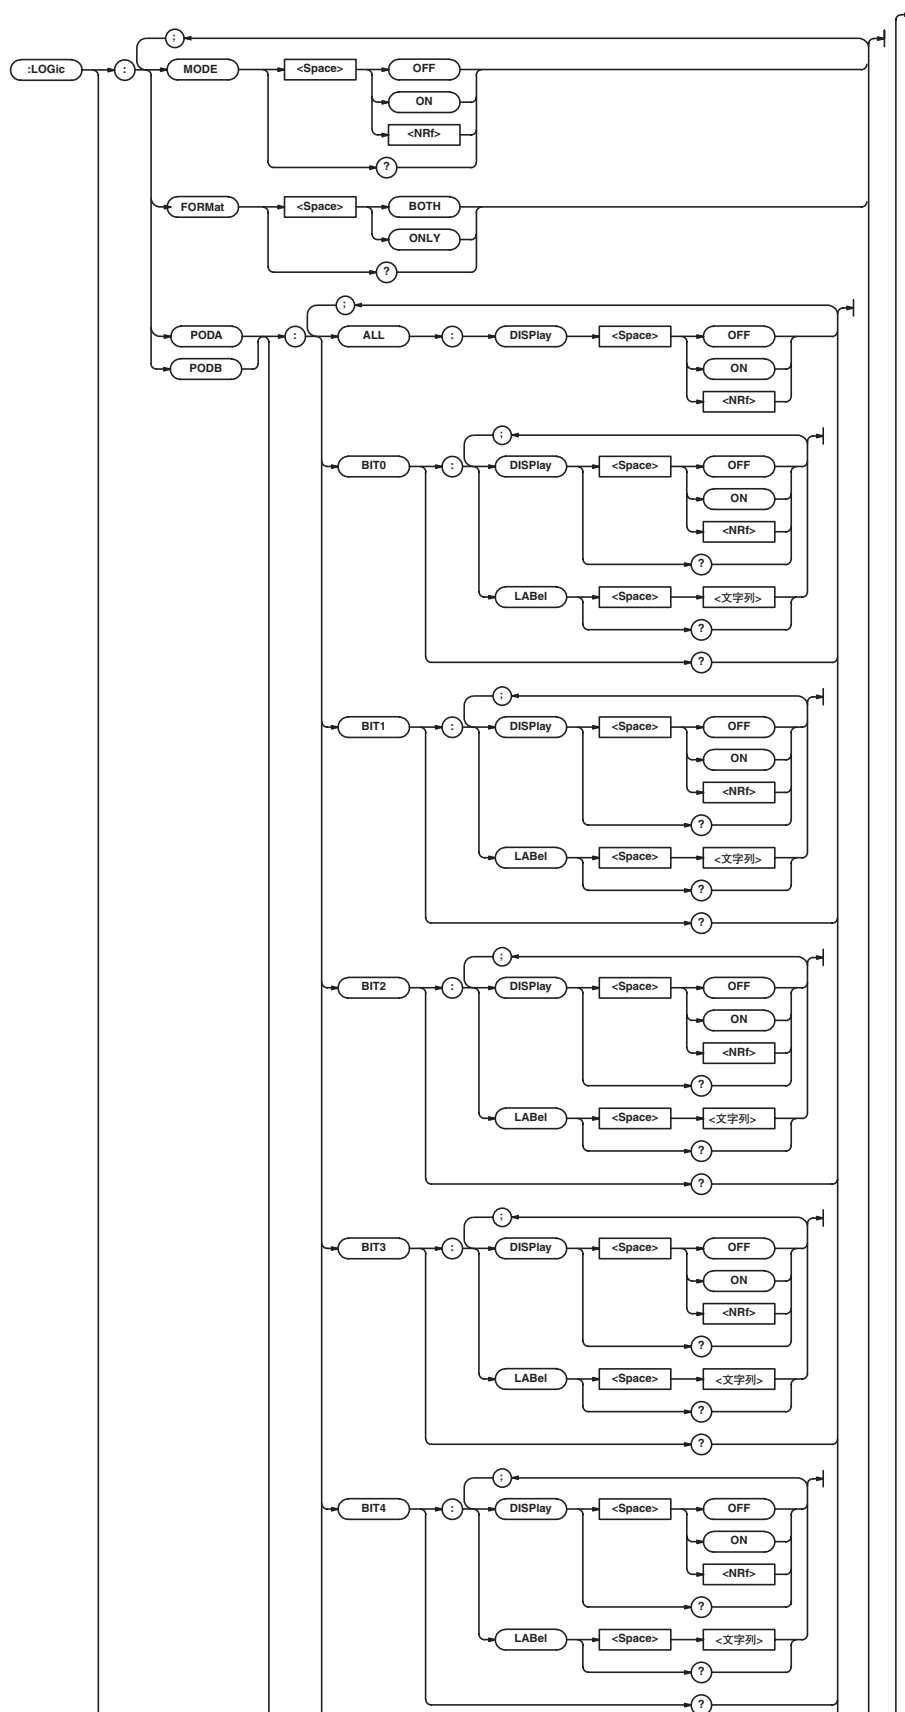 ;
:LOGic : MODE <Space> OFF
ON
<NRf>
?
FORMat <Space> BOTH
ONLY
?
;
PODA : ALL : DISPlay <Space> OFF
PODB ON
<NRf>
;
BIT0 : DISPlay <Space> OFF
ON
<NRf>
?
LABel <Space> <文字列>
?
?
;
BIT1 : DISPlay <Space> OFF
ON
<NRf>
?
LABel <Space> <文字列>
?
?
;
BIT2 : DISPlay <Space> OFF
ON
<NRf>
?
LABel <Space> <文字列>
?
?
;
BIT3 : DISPlay <Space> OFF
ON
<NRf>
?
LABel <Space> <文字列>
?
?
;
BIT4 : DISPlay <Space> OFF
ON
<NRf>
?
LABel <Space> <文字列>
?
?